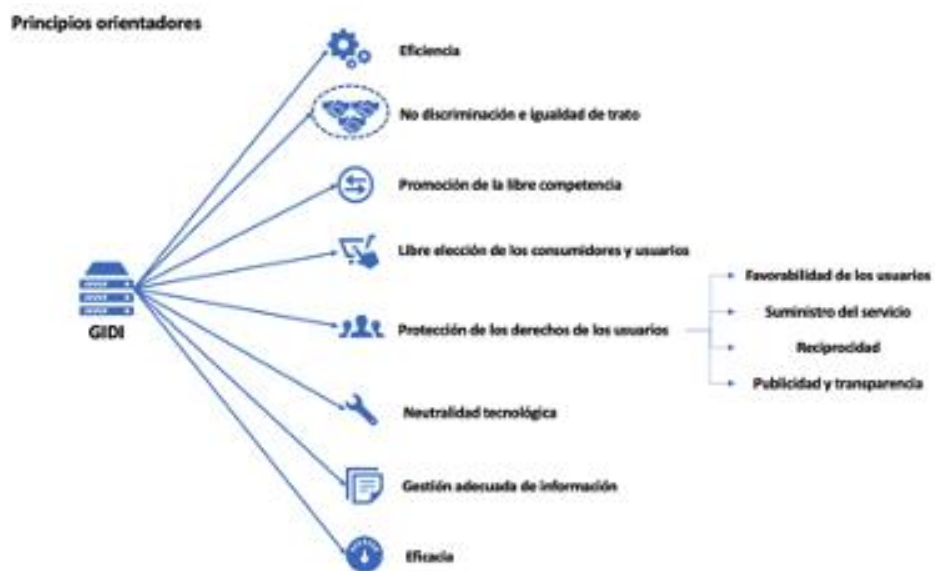 Principios orientadores
Eficiencia
No discriminación e igualdad de trato
Promoción de la libre competencia
Libre elección de los consumidores y usuarios
GIDI
Protección de los derechos de los usuarios
Favorabilidad de los usuarios
Suministro del servicio
Reciprocidad
Publicidad y transparencia
Neutralidad tecnológica
Gestión adecuada de información
Eficacia